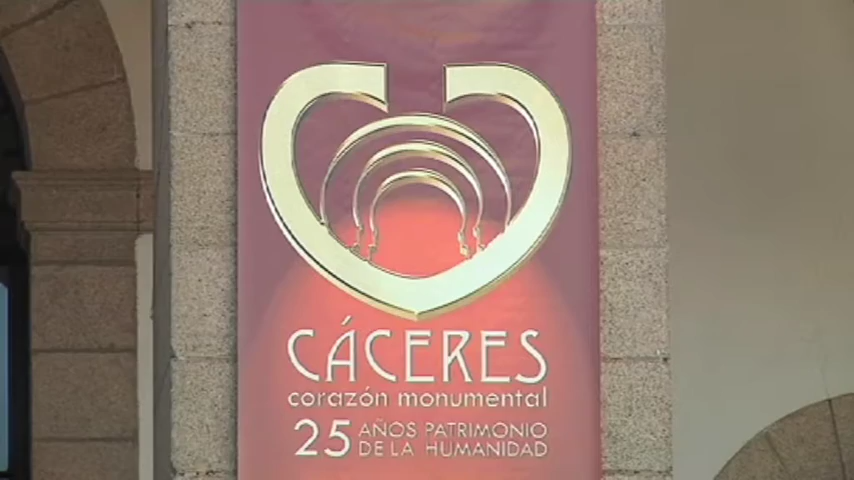 CÁCERES
corazón monumental
25 AÑOS PATRIMONIO
DE LA HUMANIDAD